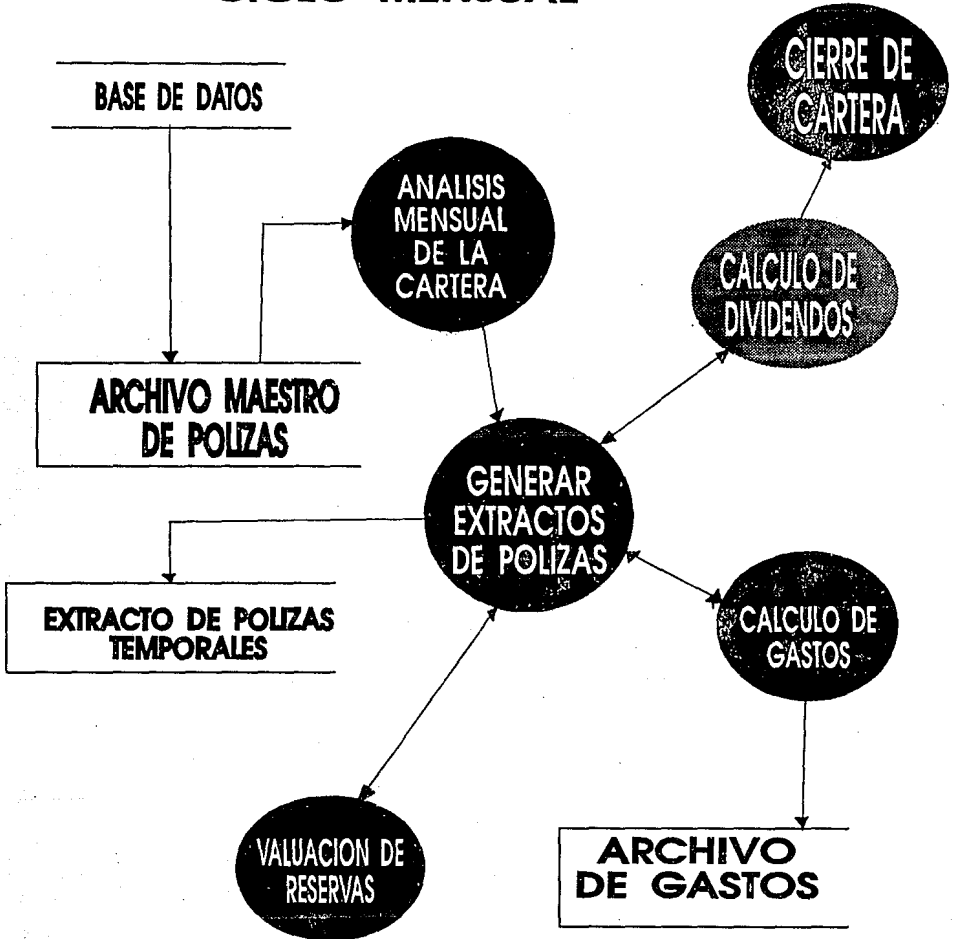 CICLO MENSUAL
BASE DE DATOS
CIERRE DE
CARTERA
ANALISIS
MENSUAL
DE LA
CARTERA
CALCULO DE
DIVIDENDOS
ARCHIVO MAESTRO
DE POLIZAS
GENERAR
EXTRACTOS
DE POLIZAS
EXTRACTO DE POLIZAS
TEMPORALES
CALCULO DE
GASTOS
VALUACION DE
RESERVAS
ARCHIVO
DE GASTOS